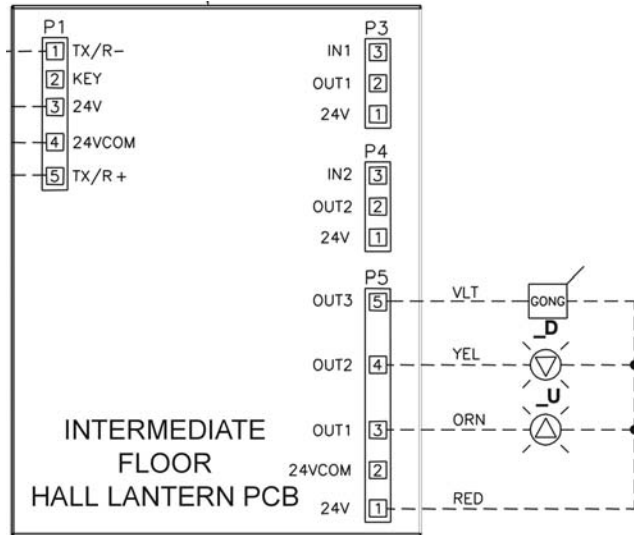 P1
1 TX/R-
2 KEY
3 24V
4 24VCOM
5 TX/R+
P3
IN1 3
OUT1 2
24V 1
P4
IN2 3
OUT2 2
24V 1
P5
OUT3 5 VLT GONG
_D
OUT2 4 YEL
_U
OUT1 3 ORN
24VCOM 2
24V 1 RED
INTERMEDIATE
FLOOR
HALL LANTERN PCB